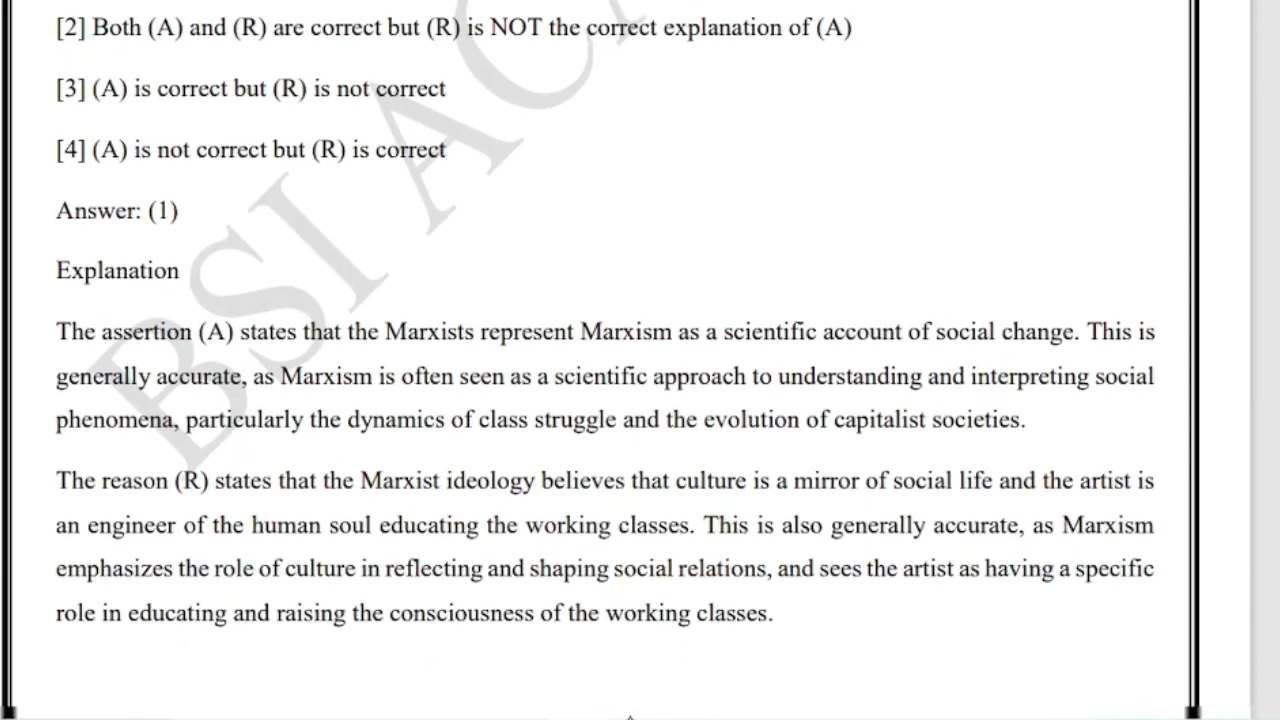 [2] Both (A) and (R) are correct but (R) is NOT the correct explanation of (A)
[3] (A) is correct but (R) is not correct
[4] (A) is not correct but (R) is correct
Answer: (1)
Explanation
The assertion (A) states that the Marxists represent Marxism as a scientific account of social change. This is
generally accurate, as Marxism is often seen as a scientific approach to understanding and interpreting social
phenomena, particularly the dynamics of class struggle and the evolution of capitalist societies.
The reason (R) states that the Marxist ideology believes that culture is a mirror of social life and the artist is
an engineer of the human soul educating the working classes. This is also generally accurate, as Marxism
emphasizes the role of culture in reflecting and shaping social relations, and sees the artist as having a specific
role in educating and raising the consciousness of the working classes.
BSI AC